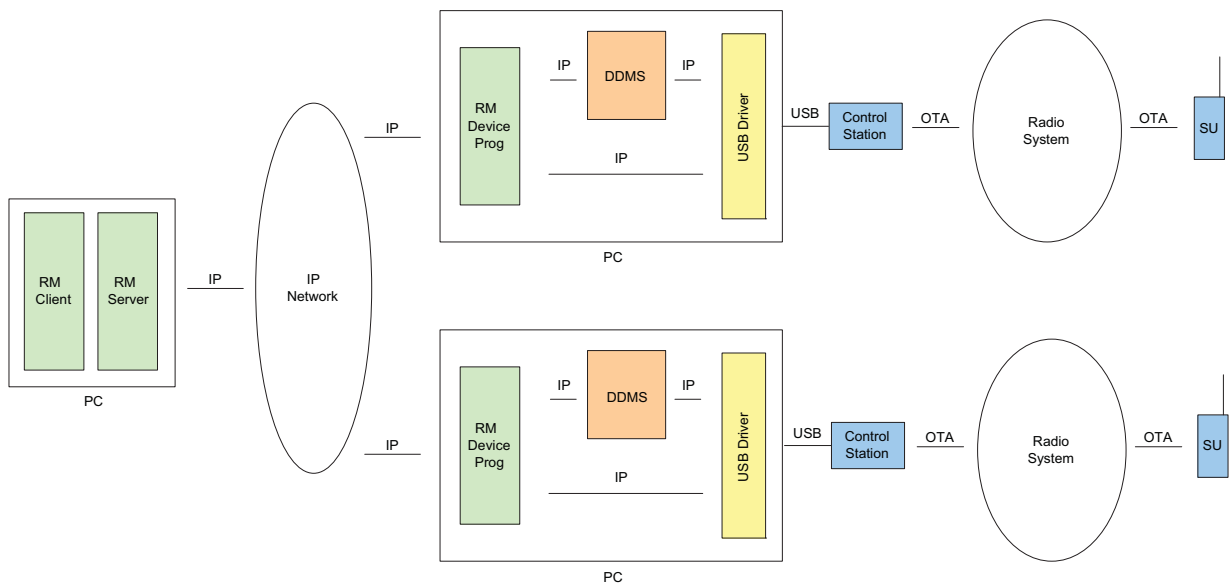 RM
Client
RM
Server
PC
IP
IP
Network
IP
RM
Device
Prog
IP
DDMS
IP
IP
USB Driver
PC
USB
Control
Station
OTA
Radio
System
OTA
SU
IP
RM
Device
Prog
IP
DDMS
IP
IP
USB Driver
PC
USB
Control
Station
OTA
Radio
System
OTA
SU